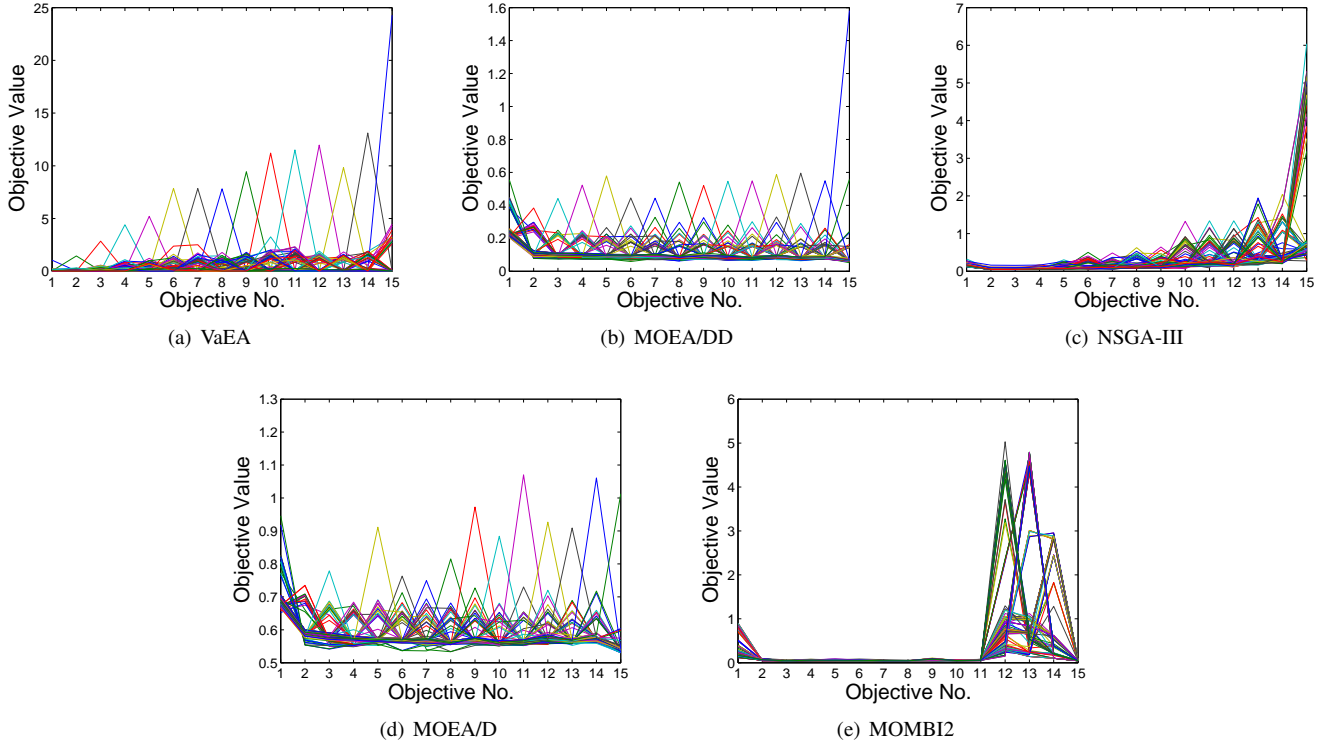 25
20
15
10
5
0
Objective Value
1 2 3 4 5 6 7 8 9 10 11 12 13 14 15
Objective No.
(a) VaEA
1.6
1.4
1.2
1
0.8
0.6
0.4
0.2
0
Objective Value
1 2 3 4 5 6 7 8 9 10 11 12 13 14 15
Objective No.
(b) MOEA/DD
7
6
5
4
3
2
1
0
Objective Value
1 2 3 4 5 6 7 8 9 10 11 12 13 14 15
Objective No.
(c) NSGA-III
1.3
1.2
1.1
1
0.9
0.8
0.7
0.6
0.5
Objective Value
1 2 3 4 5 6 7 8 9 10 11 12 13 14 15
Objective No.
(d) MOEA/D
6
5
4
3
2
1
0
Objective Value
1 2 3 4 5 6 7 8 9 10 11 12 13 14 15
Objective No.
(e) MOMBI2